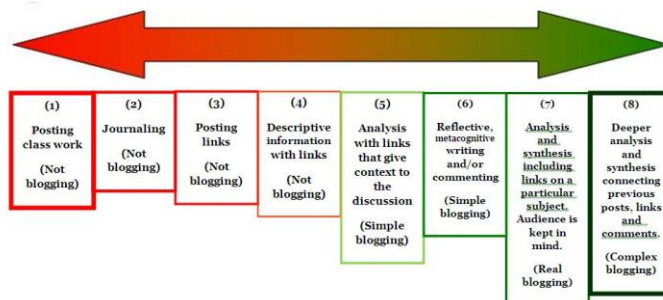 (1)
Posting
class work
(Not
blogging)
(2)
Journaling
(Not
blogging)
(3)
Posting
links
(Not
blogging)
(4)
Descriptive
information
with links
(Not
blogging)
(5)
Analysis
with links
that give
context to
the
discussion
(Simple
blogging)
(6)
Reflective,
metacognitive
writing
and/or
commenting
(Simple
blogging)
(7)
Analysis
and
synthesis
including
links on a
particular
subject.
Audience is
kept in
mind.
(Real
blogging)
(8)
Deeper
analysis
and
synthesis
connecting
previous
posts, links
and
comments.
(Complex
blogging)